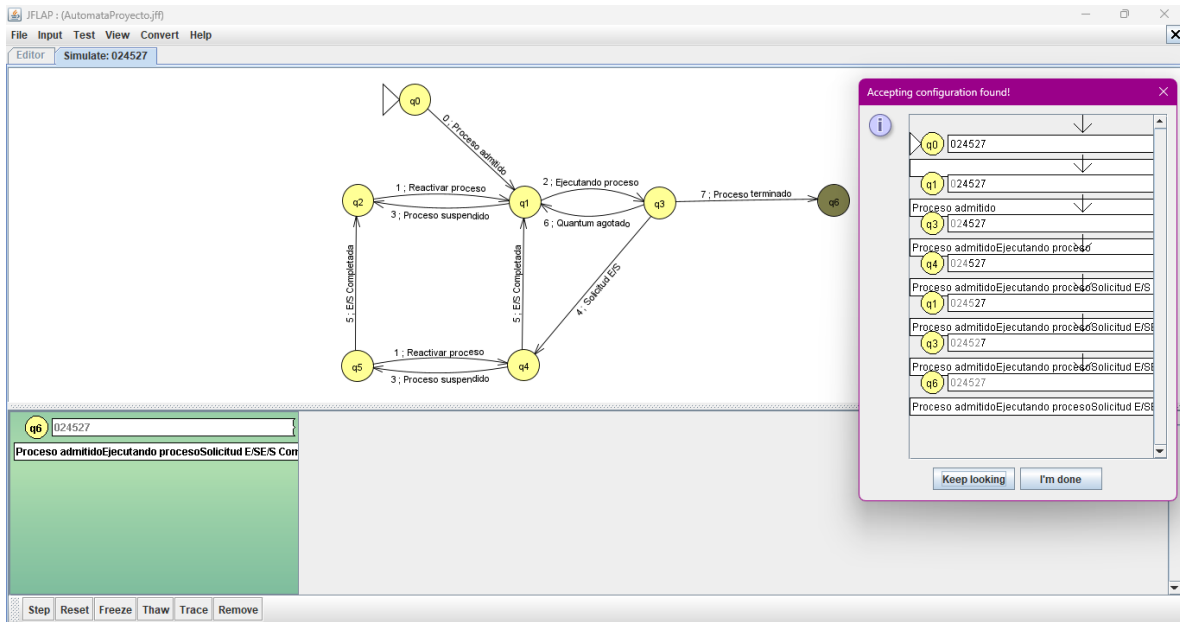 JFLAP : (AutomataProyecto.jff)
File Input Test View Convert Help
Editor Simulate: 024527
q0
0 ; Proceso admitido
1 ; Reactivar proceso
2 ; Ejecutando proceso
7 ; Proceso terminado
q2
q1
q3
q6
3 ; Proceso suspendido
6 ; Quantum agotado
5 ; E/S Completada
5 ; E/S Completada
4 ; Solicitud E/S
1 ; Reactivar proceso
q5
q4
3 ; Proceso suspendido
q6 024527
Proceso admitidoEjecutando procesoSolicitud E/SE/S Com
Step Reset Freeze Thaw Trace Remove
Accepting configuration found!
q0 024527
q1 024527
Proceso admitido
q3 024527
Proceso admitidoEjecutando proceso
q4 024527
Proceso admitidoEjecutando procesoSolicitud E/S
q1 024527
Proceso admitidoEjecutando procesoSolicitud E/SE
q3 024527
Proceso admitidoEjecutando procesoSolicitud E/SE
q6 024527
Proceso admitidoEjecutando procesoSolicitud E/SE
Keep looking I'm done